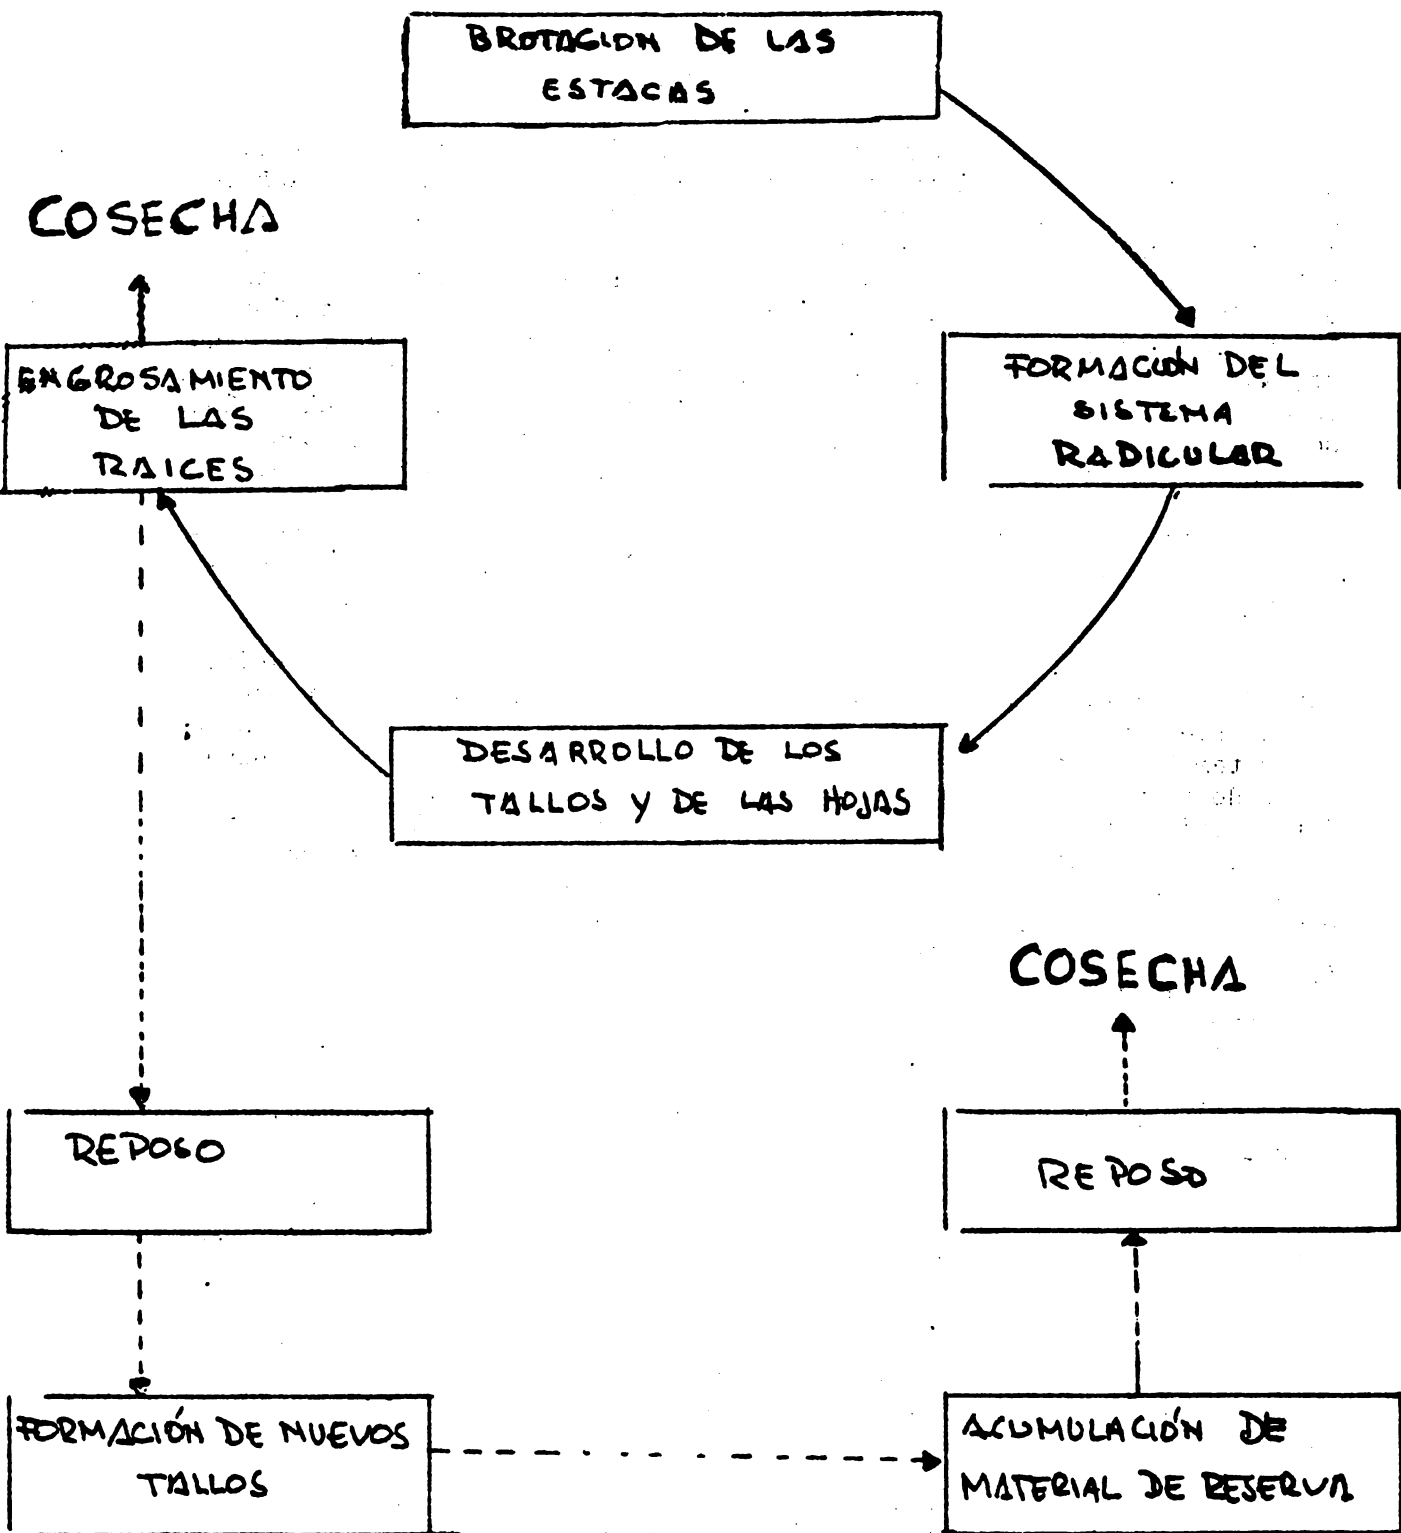 BROTACION DE LAS
ESTACAS
COSECHA
ENGROSAMIENTO
DE LAS
RAICES
FORMACIÓN DEL
SISTEMA
RADICULAR
DESARROLLO DE LOS
TALLOS Y DE LAS HOJAS
COSECHA
REPOSO
REPOSO
FORMACIÓN DE NUEVOS
TALLOS
ACUMULACIÓN DE
MATERIAL DE RESERVA